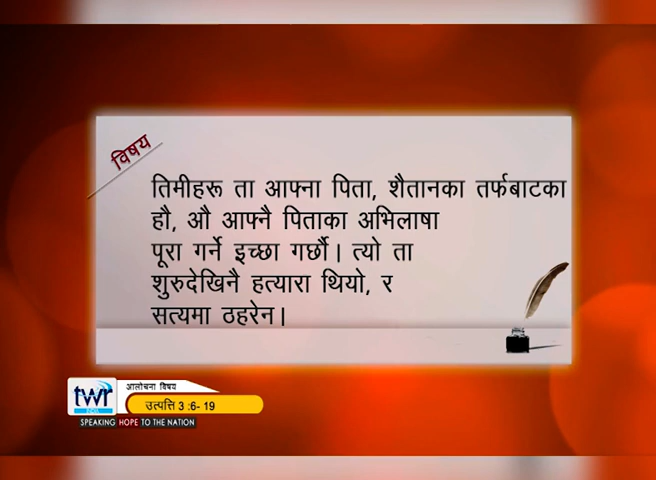 विषय
तिमीहरू ता आफ्ना पिता, शैतानका तर्फबाटका
हौ, औ आफ्नै पिताका अभिलाषा
पूरा गर्ने इच्छा गर्छौ। त्यो ता
शुरुदेखिनै हत्यारा थियो, र
सत्यमा ठहरेन।
twr
आलोचना विषय
उत्पत्ति 3 :6- 19
SPEAKING HOPE TO THE NATION